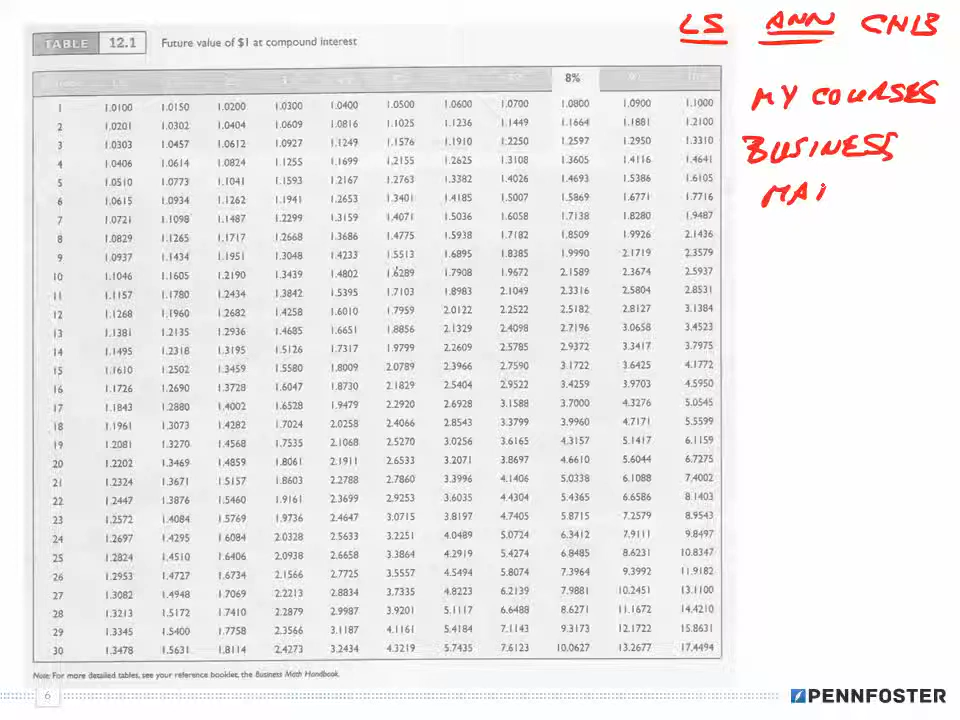 LS ANN
TABLE 12.1 Future value of $1 at compound interest
8%
MY COURSES
BUSINESS
MAI
1 1.0100 1.0150 1.0200 1.0300 1.0400 1.0500 1.0600 1.0700 1.0800 1.0900 1.1000
2 1.0201 1.0302 1.0404 1.0609 1.0816 1.1025 1.1236 1.1449 1.1664 1.1881 1.2100
3 1.0303 1.0457 1.0612 1.0927 1.1249 1.1576 1.1910 1.2250 1.2597 1.2950 1.3310
4 1.0406 1.0614 1.0824 1.1255 1.1699 1.2155 1.2625 1.3108 1.3605 1.4116 1.4641
5 1.0510 1.0773 1.1041 1.1593 1.2167 1.2763 1.3382 1.4026 1.4693 1.5386 1.6105
6 1.0615 1.0934 1.1262 1.1941 1.2653 1.3401 1.4185 1.5007 1.5869 1.6771 1.7716
7 1.0721 1.1098 1.1487 1.2299 1.3159 1.4071 1.5036 1.6058 1.7138 1.8280 1.9487
8 1.0829 1.1265 1.1717 1.2668 1.3686 1.4775 1.5938 1.7182 1.8509 1.9926 2.1436
9 1.0937 1.1434 1.1951 1.3048 1.4233 1.5513 1.6895 1.8385 1.9990 2.1719 2.3579
10 1.1046 1.1605 1.2190 1.3439 1.4802 1.6289 1.7908 1.9672 2.1589 2.3674 2.5937
11 1.1157 1.1780 1.2434 1.3842 1.5395 1.7103 1.8983 2.1049 2.3316 2.5804 2.8531
12 1.1268 1.1960 1.2682 1.4258 1.6010 1.7959 2.0122 2.2522 2.5182 2.8127 3.1384
13 1.1381 1.2135 1.2936 1.4685 1.6651 1.8856 2.1329 2.4098 2.7196 3.0658 3.4523
14 1.1495 1.2318 1.3195 1.5126 1.7317 1.9799 2.2609 2.5785 2.9372 3.3417 3.7975
15 1.1610 1.2502 1.3459 1.5580 1.8009 2.0789 2.3966 2.7590 3.1722 3.6425 4.1772
16 1.1726 1.2690 1.3728 1.6047 1.8730 2.1829 2.5404 2.9522 3.4259 3.9703 4.5950
17 1.1843 1.2880 1.4002 1.6528 1.9479 2.2920 2.6928 3.1588 3.7000 4.3276 5.0545
18 1.1961 1.3073 1.4282 1.7024 2.0258 2.4066 2.8543 3.3799 3.9960 4.7171 5.5599
19 1.2081 1.3270 1.4568 1.7535 2.1068 2.5270 3.0256 3.6165 4.3157 5.1417 6.1159
20 1.2202 1.3469 1.4859 1.8061 2.1911 2.6533 3.2071 3.8697 4.6610 5.6044 6.7275
21 1.2324 1.3671 1.5157 1.8603 2.2788 2.7860 3.3996 4.1406 5.0338 6.1088 7.4002
22 1.2447 1.3876 1.5460 1.9161 2.3699 2.9253 3.6035 4.4304 5.4365 6.6586 8.1403
23 1.2572 1.4084 1.5769 1.9736 2.4647 3.0715 3.8197 4.7405 5.8715 7.2579 8.9543
24 1.2697 1.4295 1.6084 2.0328 2.5633 3.2251 4.0489 5.0724 6.3412 7.9111 9.8497
25 1.2824 1.4510 1.6406 2.0938 2.6658 3.3864 4.2919 5.4274 6.8485 8.6231 10.8347
26 1.2953 1.4727 1.6734 2.1566 2.7725 3.5557 4.5494 5.8074 7.3964 9.3992 11.9182
27 1.3082 1.4948 1.7069 2.2213 2.8834 3.7335 4.8223 6.2139 7.9881 10.2451 13.1100
28 1.3213 1.5172 1.7410 2.2879 2.9987 3.9201 5.1117 6.6488 8.6271 11.1672 14.4210
29 1.3345 1.5400 1.7758 2.3566 3.1187 4.1161 5.4184 7.1143 9.3173 12.1722 15.8631
30 1.3478 1.5631 1.8114 2.4273 3.2434 4.3219 5.7435 7.6123 10.0627 13.2677 17.4494
Note: For more detailed tables, see your reference booklet, the Business Math Handbook.
6
PENNFOSTER